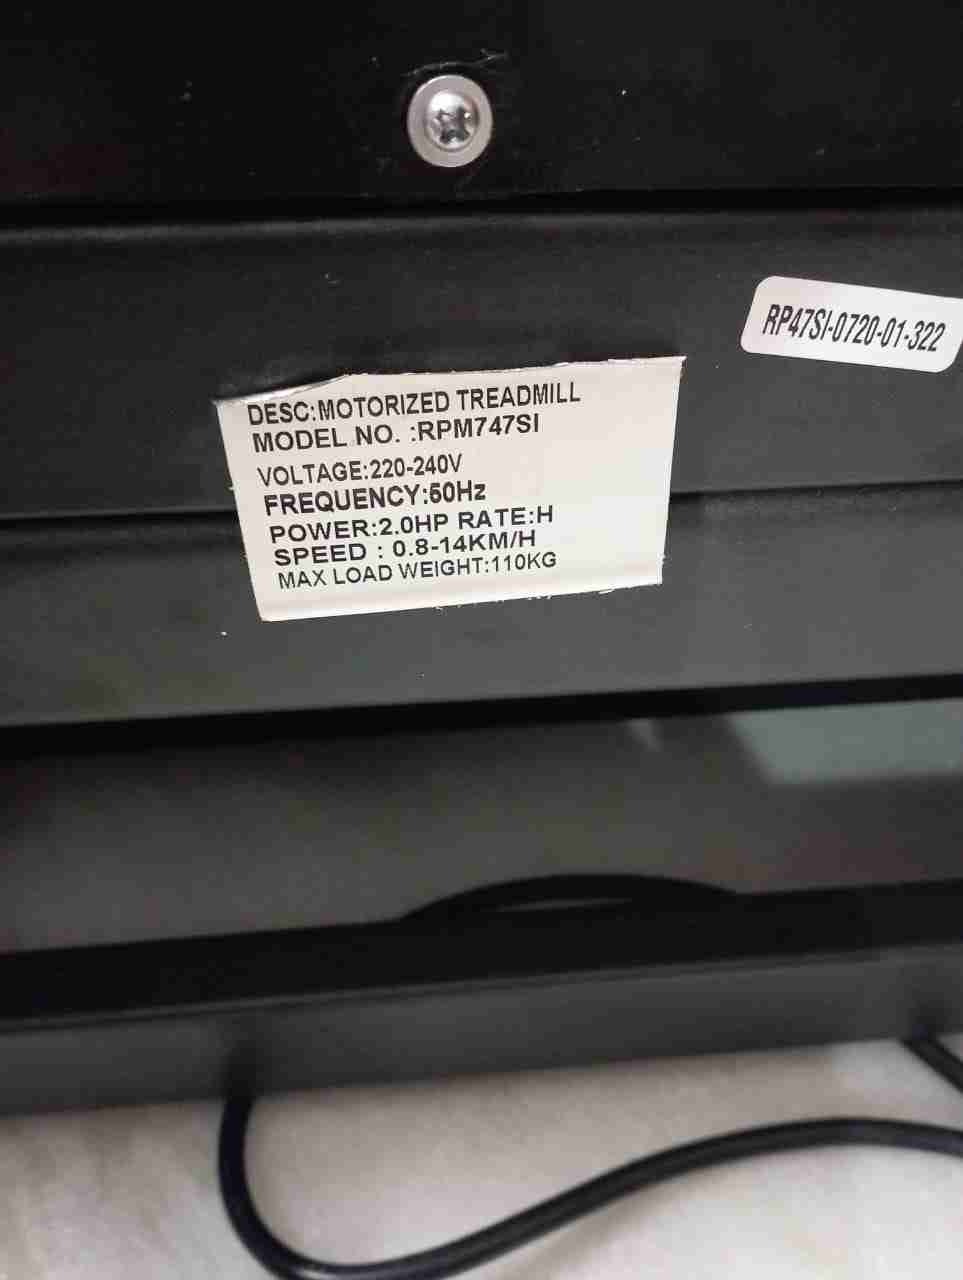 RP47SI-0720-01-322
DESC:MOTORIZED TREADMILL
MODEL NO. :RPM747SI
VOLTAGE:220-240V
FREQUENCY:50Hz
POWER:2.0HP RATE:H
SPEED : 0.8-14KM/H
MAX LOAD WEIGHT:110KG